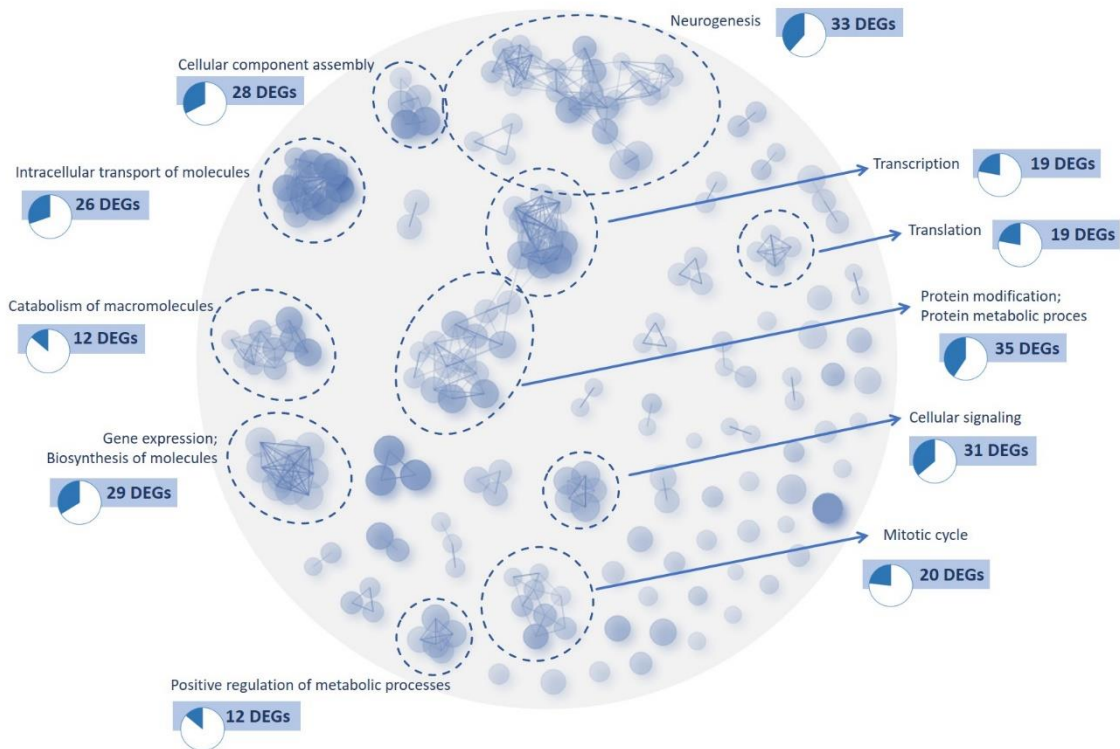 Neurogenesis
33 DEGs
Cellular component assembly
28 DEGs
Intracellular transport of molecules
26 DEGs
Transcription
19 DEGs
Translation
19 DEGs
Catabolism of macromolecules
12 DEGs
Protein modification;
Protein metabolic proces
35 DEGs
Gene expression;
Biosynthesis of molecules
29 DEGs
Cellular signaling
31 DEGs
Mitotic cycle
20 DEGs
Positive regulation of metabolic processes
12 DEGs